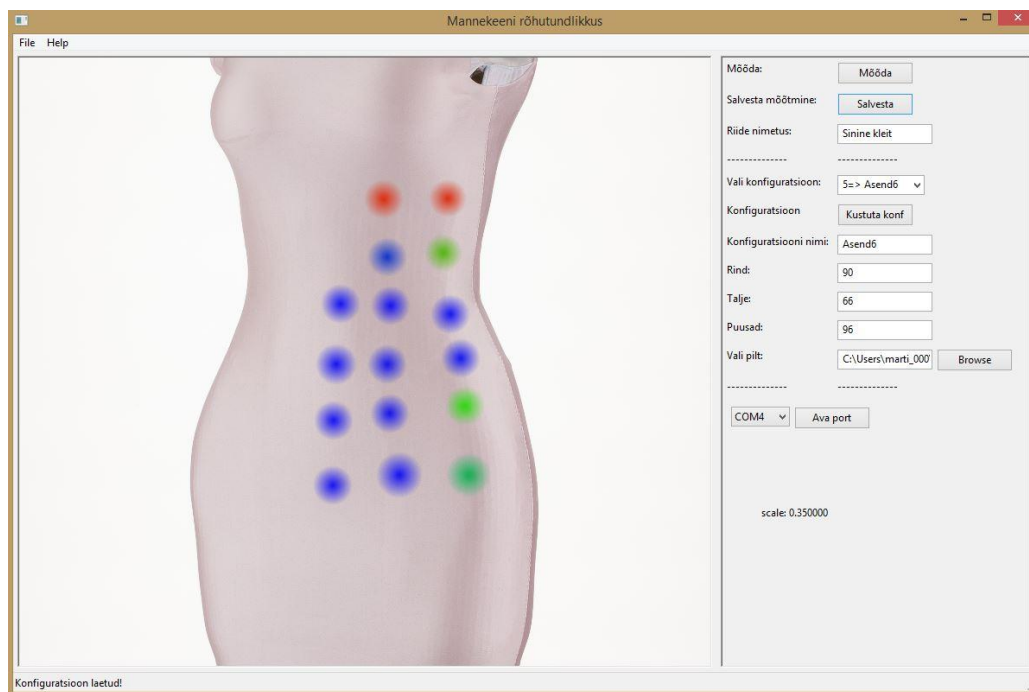 Mannekeeni rõhutundlikkus
File Help
Mõõda: Mõõda
Salvesta mõõtmine: Salvesta
Riide nimetus: Sinine kleit
-------------- --------------
Vali konfiguratsioon: 5=> Asend6
Konfiguratsioon Kustuta konf
Konfiguratsiooni nimi: Asend6
Rind: 90
Talje: 66
Puusad: 96
Vali pilt: C:\Users\marti_000\ Browse
-------------- --------------
COM4 Ava port
scale: 0.350000
Konfiguratsioon laetud!